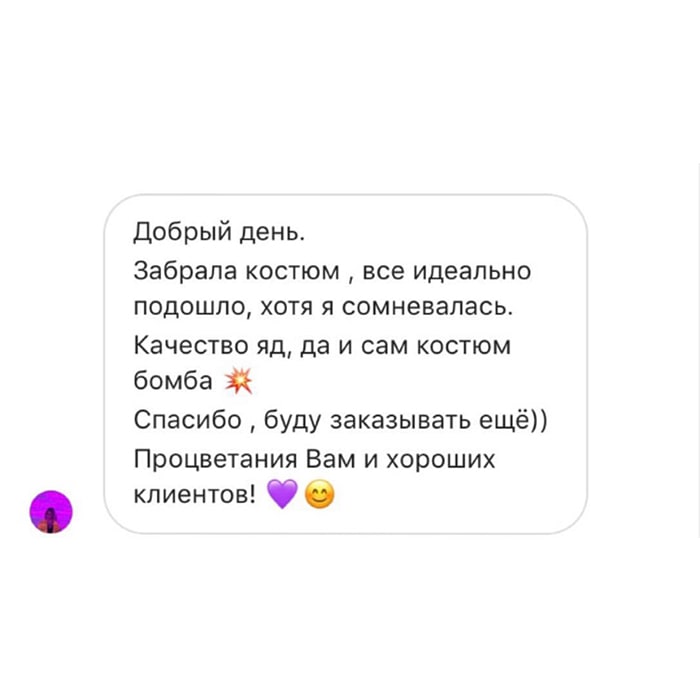 Добрый день.
Забрала костюм , все идеально
подошло, хотя я сомневалась.
Качество яд, да и сам костюм
бомба 💥
Спасибо , буду заказывать ещё))
Процветания Вам и хороших
клиентов! 💜😊